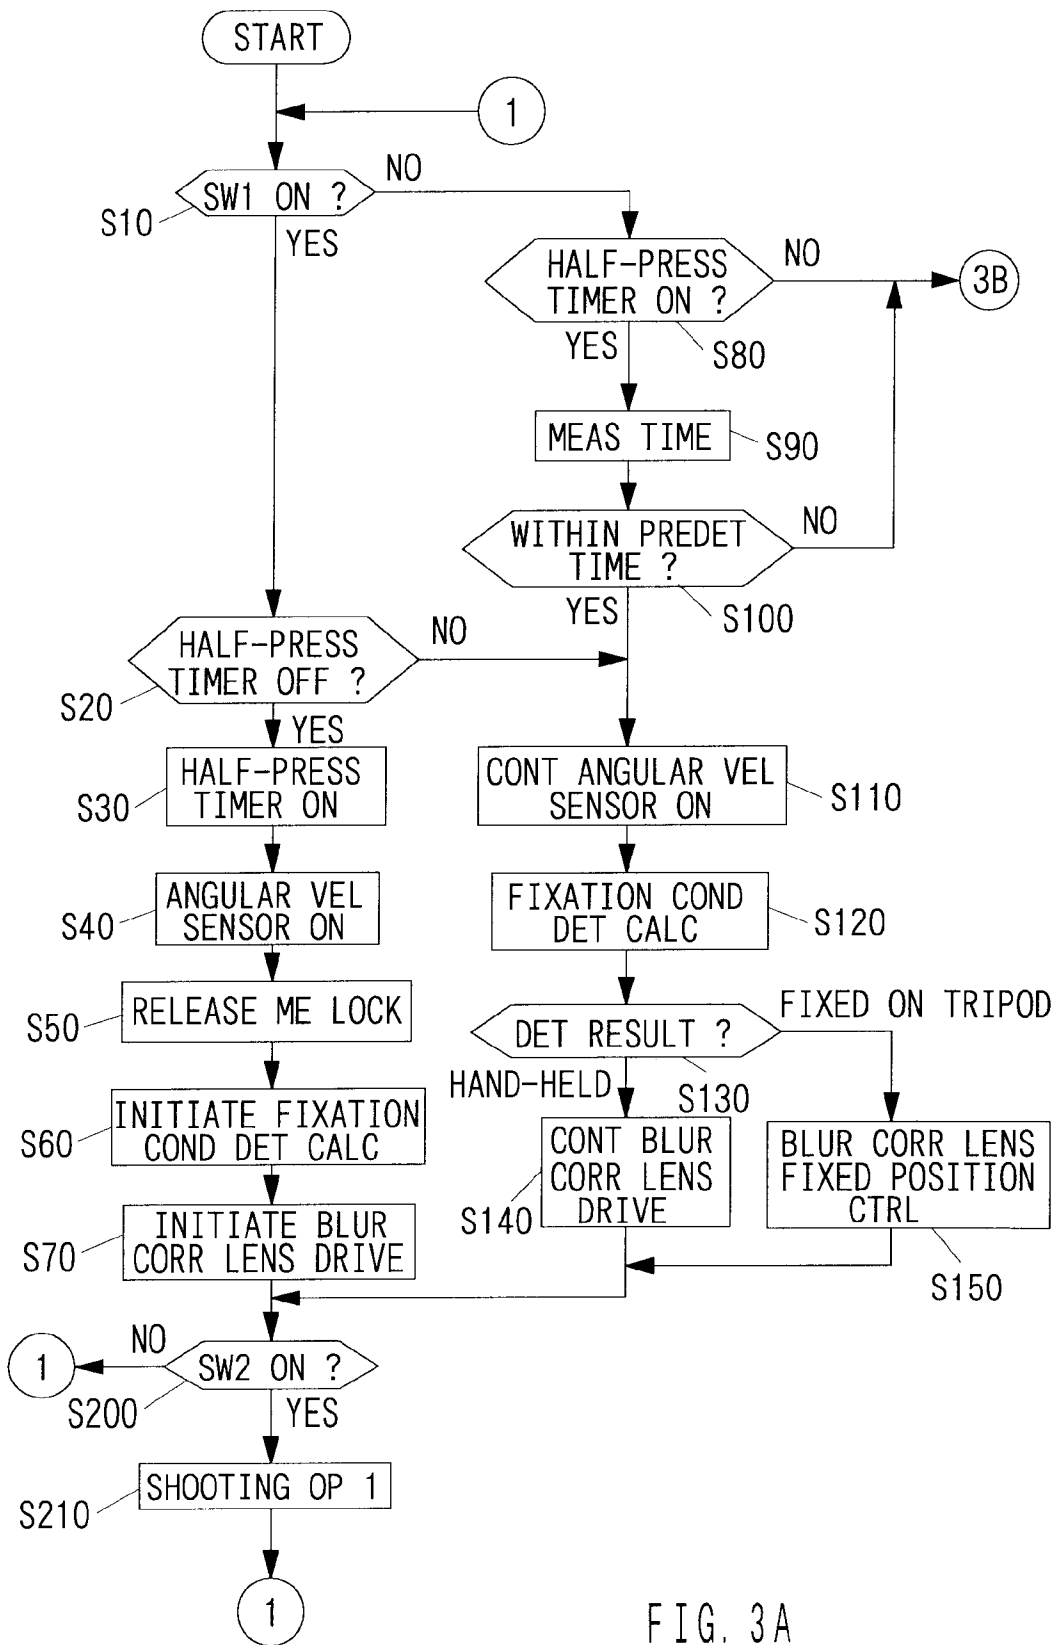 START
1
SW1 ON ?
NO
S10
YES
HALF-PRESS
TIMER ON ?
NO
3B
YES
S80
MEAS TIME
S90
WITHIN PREDET
TIME ?
NO
YES
S100
HALF-PRESS
TIMER OFF ?
NO
S20
YES
HALF-PRESS
TIMER ON
S30
CONT ANGULAR VEL
SENSOR ON
S110
ANGULAR VEL
SENSOR ON
S40
FIXATION COND
DET CALC
S120
RELEASE ME LOCK
S50
DET RESULT ?
FIXED ON TRIPOD
HAND-HELD
S130
INITIATE FIXATION
COND DET CALC
S60
CONT BLUR
CORR LENS
DRIVE
S140
BLUR CORR LENS
FIXED POSITION
CTRL
S150
INITIATE BLUR
CORR LENS DRIVE
S70
NO
1
SW2 ON ?
S200
YES
SHOOTING OP 1
S210
1
FIG. 3A